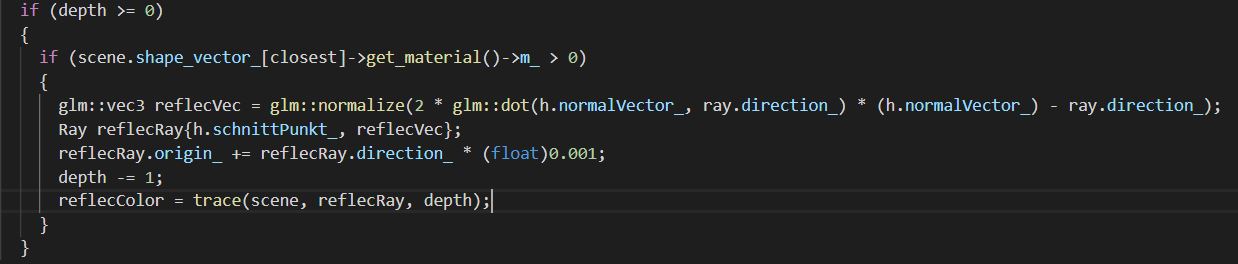 if (depth >= 0)
{
if (scene.shape_vector_[closest]->get_material()->m_ > 0)
{
glm::vec3 reflecVec = glm::normalize(2 * glm::dot(h.normalVector_, ray.direction_) * (h.normalVector_) - ray.direction_);
Ray reflecRay{h.schnittPunkt_, reflecVec};
reflecRay.origin_ += reflecRay.direction_ * (float)0.001;
depth -= 1;
reflecColor = trace(scene, reflecRay, depth);
}
}